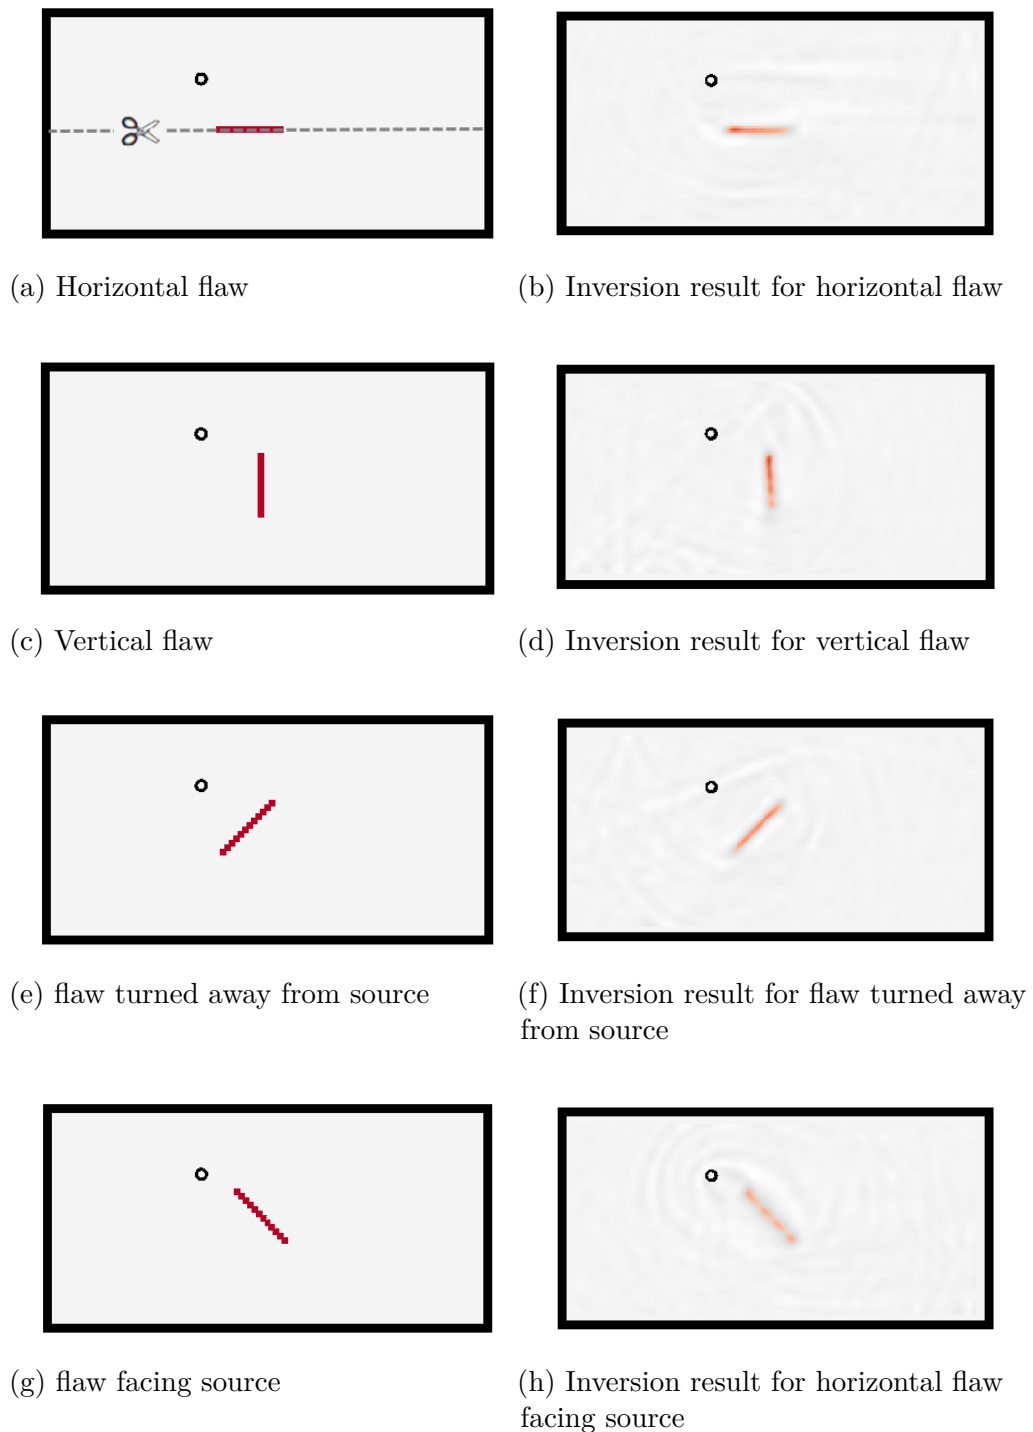 (a) Horizontal flaw
(b) Inversion result for horizontal flaw
(c) Vertical flaw
(d) Inversion result for vertical flaw
(e) flaw turned away from source
(f) Inversion result for flaw turned away
from source
(g) flaw facing source
(h) Inversion result for horizontal flaw
facing source